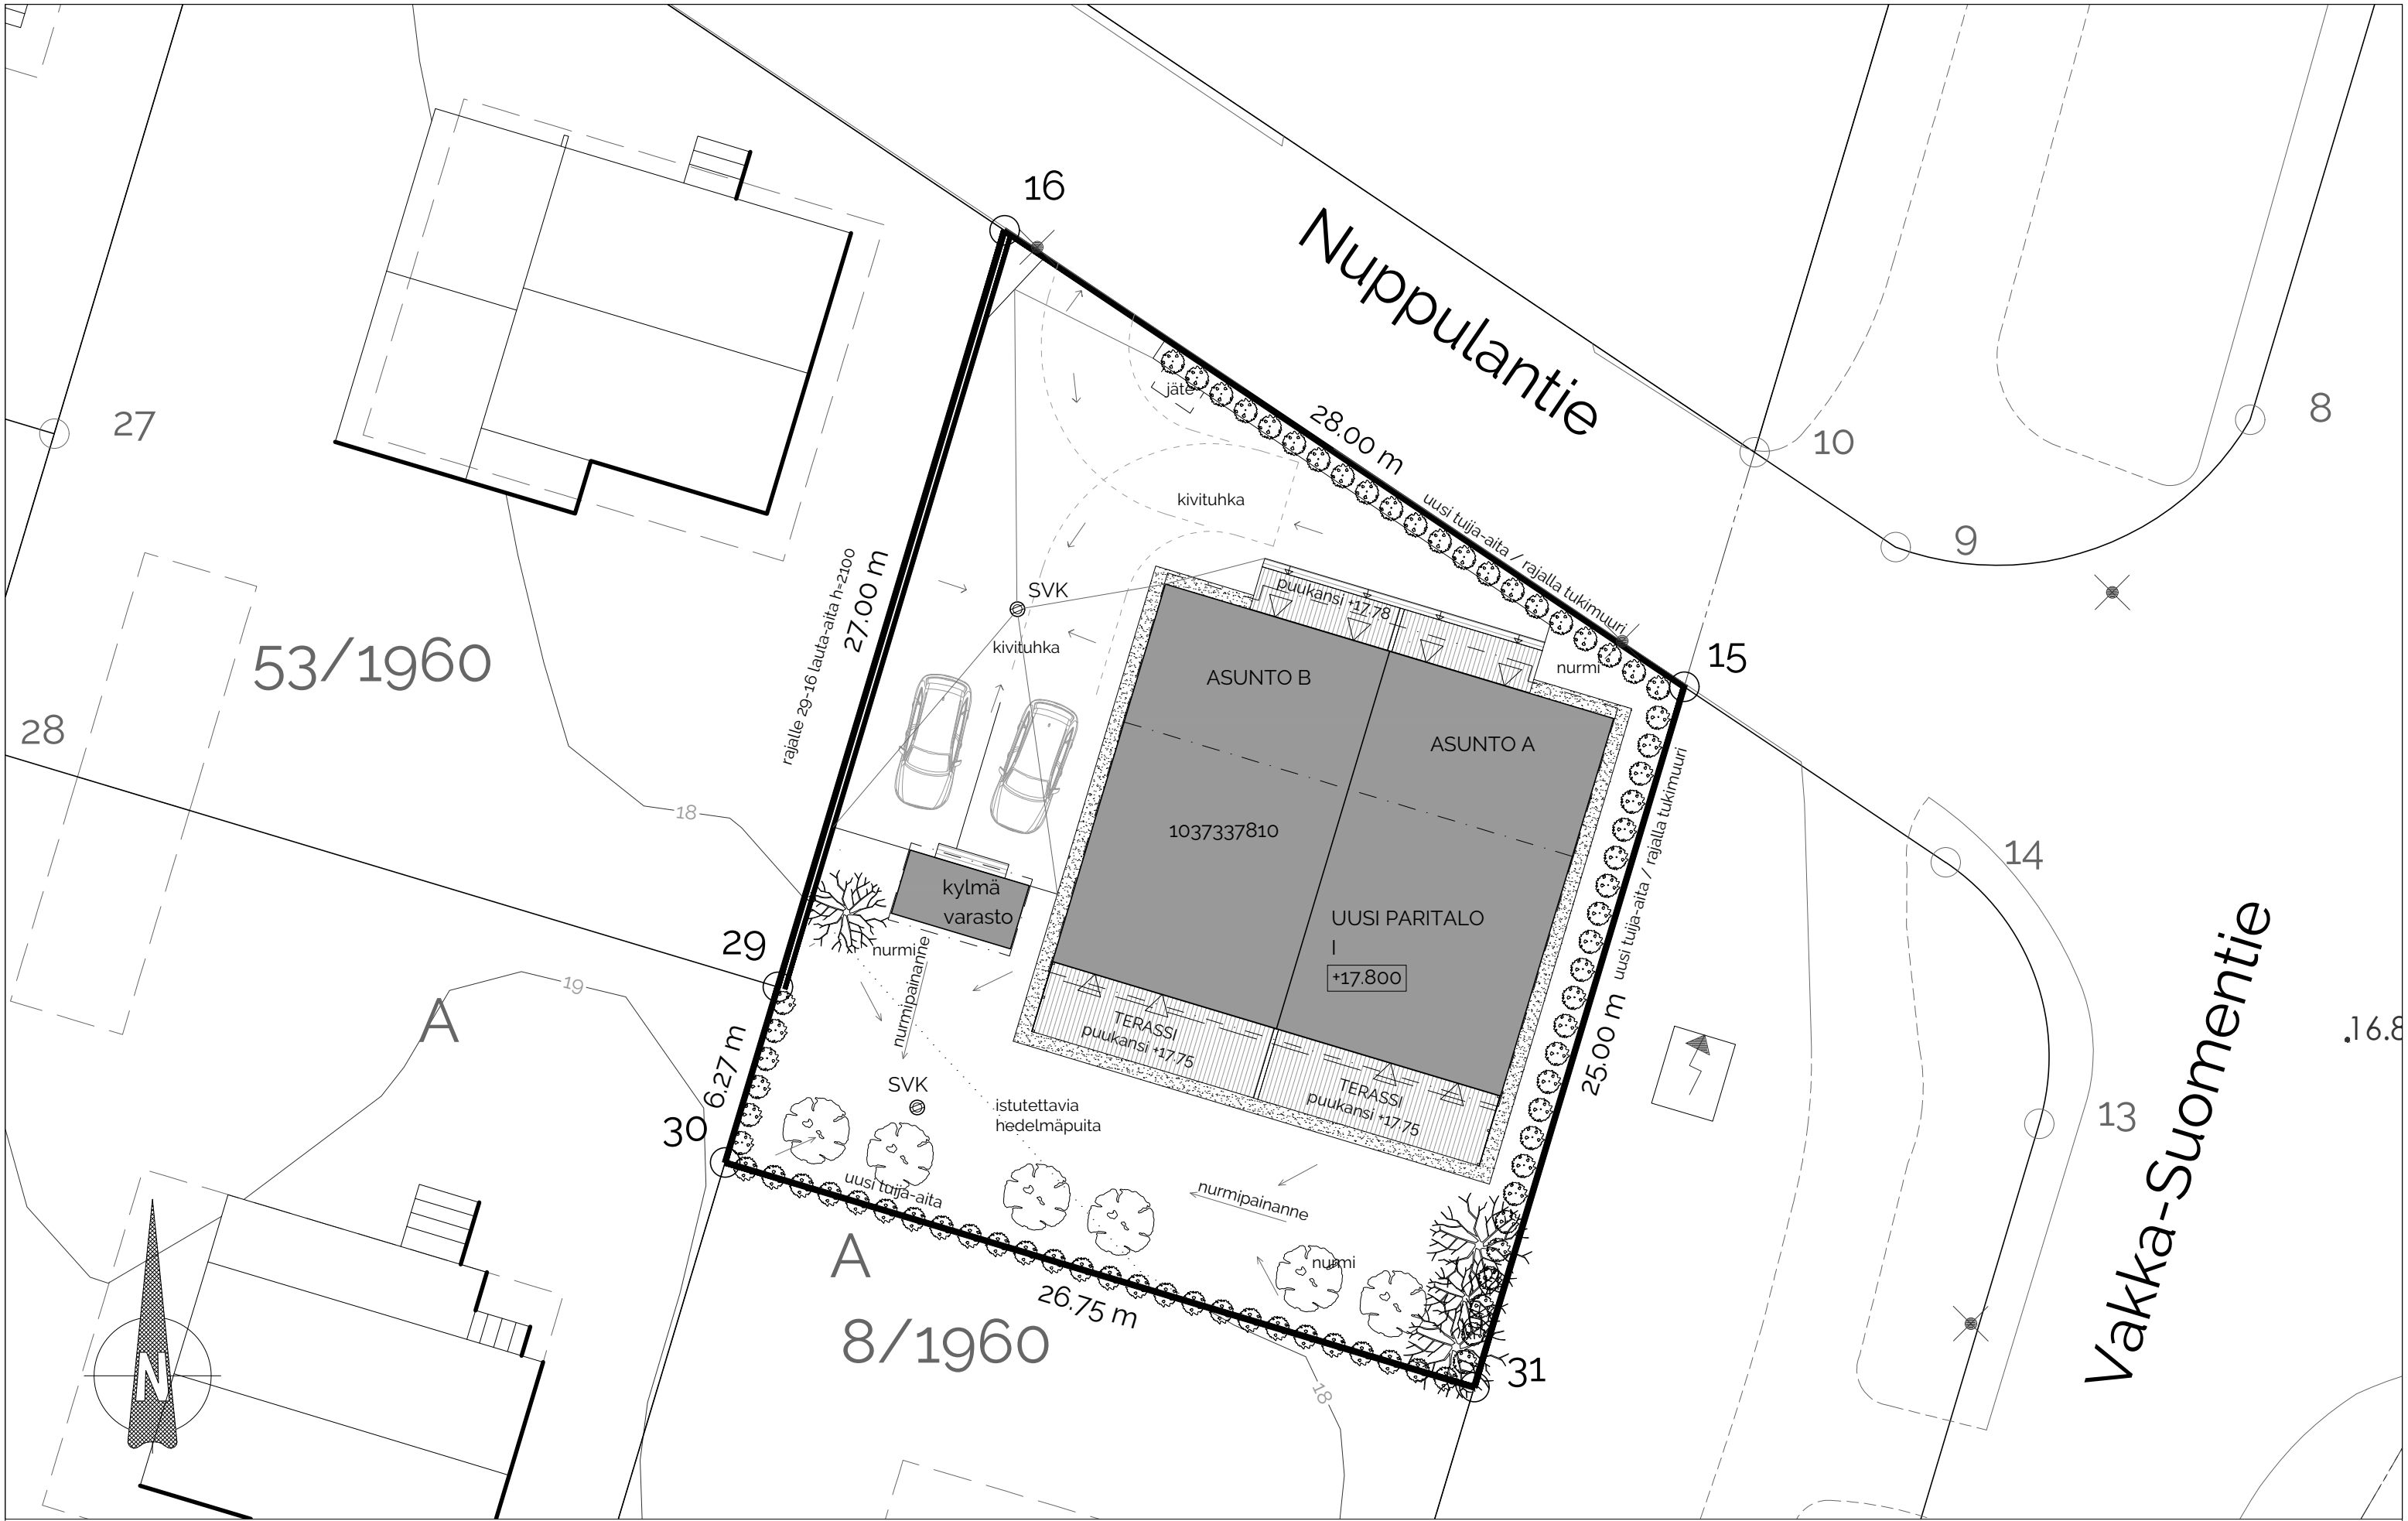 16
Nuppulantie
8
27
10
28.00 m
jäte
kivituhka
uusi tuija-aita / rajalla tukimuuri
9
rajalle 29-16 lauta-aita h=2100
27.00 m
SVK
puukansi +17.78
53/1960
kivituhka
nurmi
15
28
ASUNTO B
ASUNTO A
18
1037337810
uusi tuija-aita / rajalla tukimuuri
14
kylmä
varasto
UUSI PARITALO
I
+17.800
29
nurmi
nurmipainanne
19
A
25.00 m
Vakka-Suomentie
.16.8
TERASSI
puukansi +17.75
6.27 m
SVK
TERASSI
puukansi +17.75
istutettavia
hedelmäpuita
30
13
uusi tuija-aita
nurmipainanne
A
nurmi
26.75 m
8/1960
31
18
N